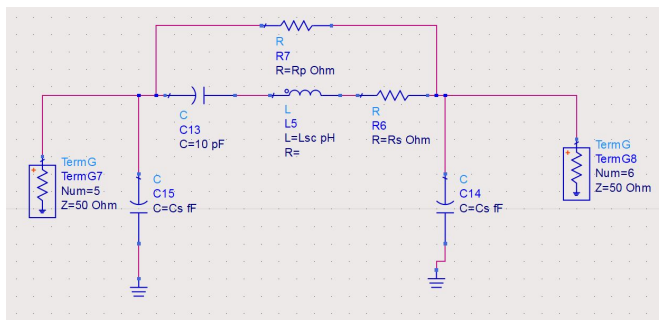 R
R7
R=Rp Ohm
C
C13
C=10 pF
L
L5
L=Lsc pH
R=
R
R6
R=Rs Ohm
TermG
TermG7
Num=5
Z=50 Ohm
C
C15
C=Cs fF
C
C14
C=Cs fF
TermG
TermG8
Num=6
Z=50 Ohm